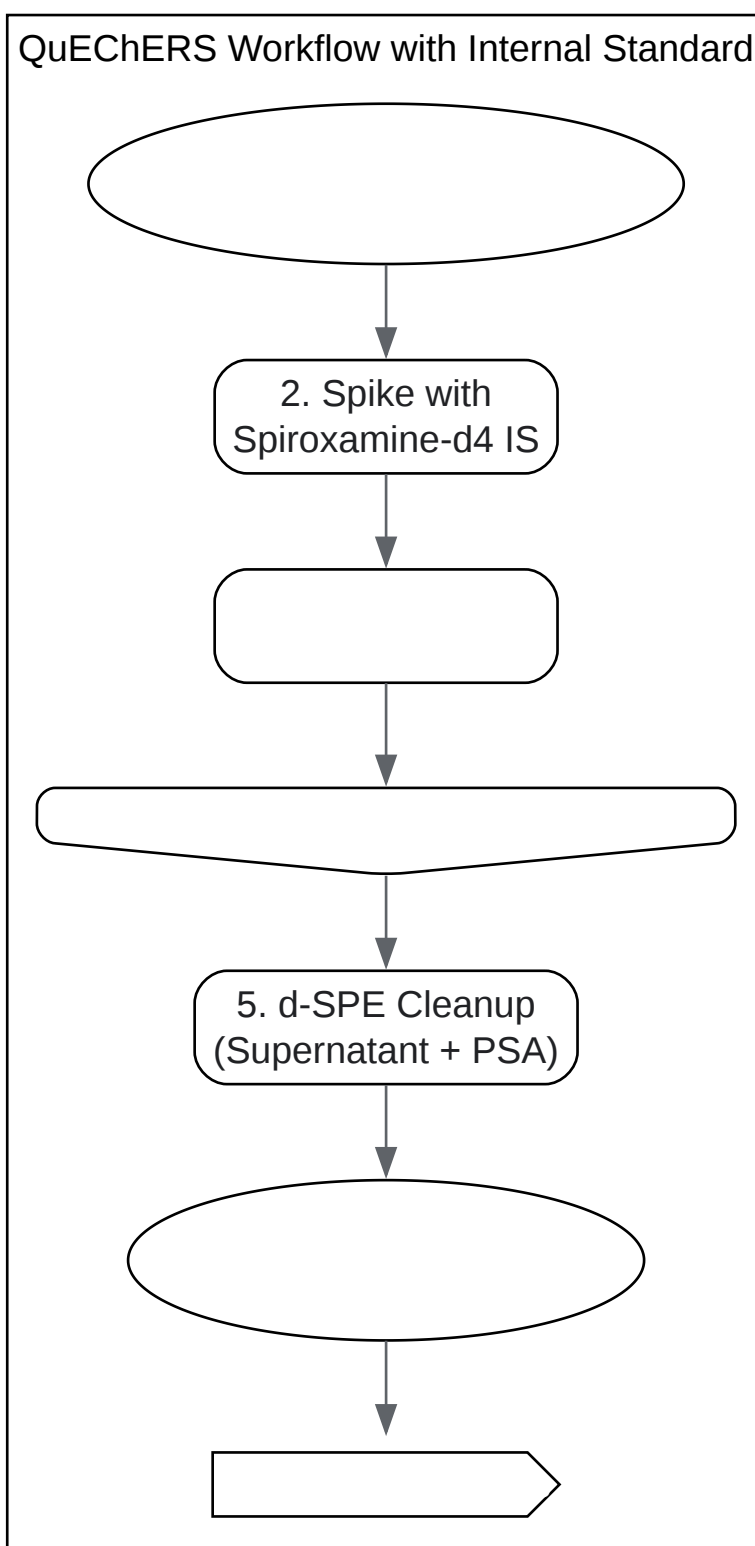 QuEChERS Workflow with Internal Standard
2. Spike with
Spiroxamine-d4 IS
5. d-SPE Cleanup
(Supernatant + PSA)